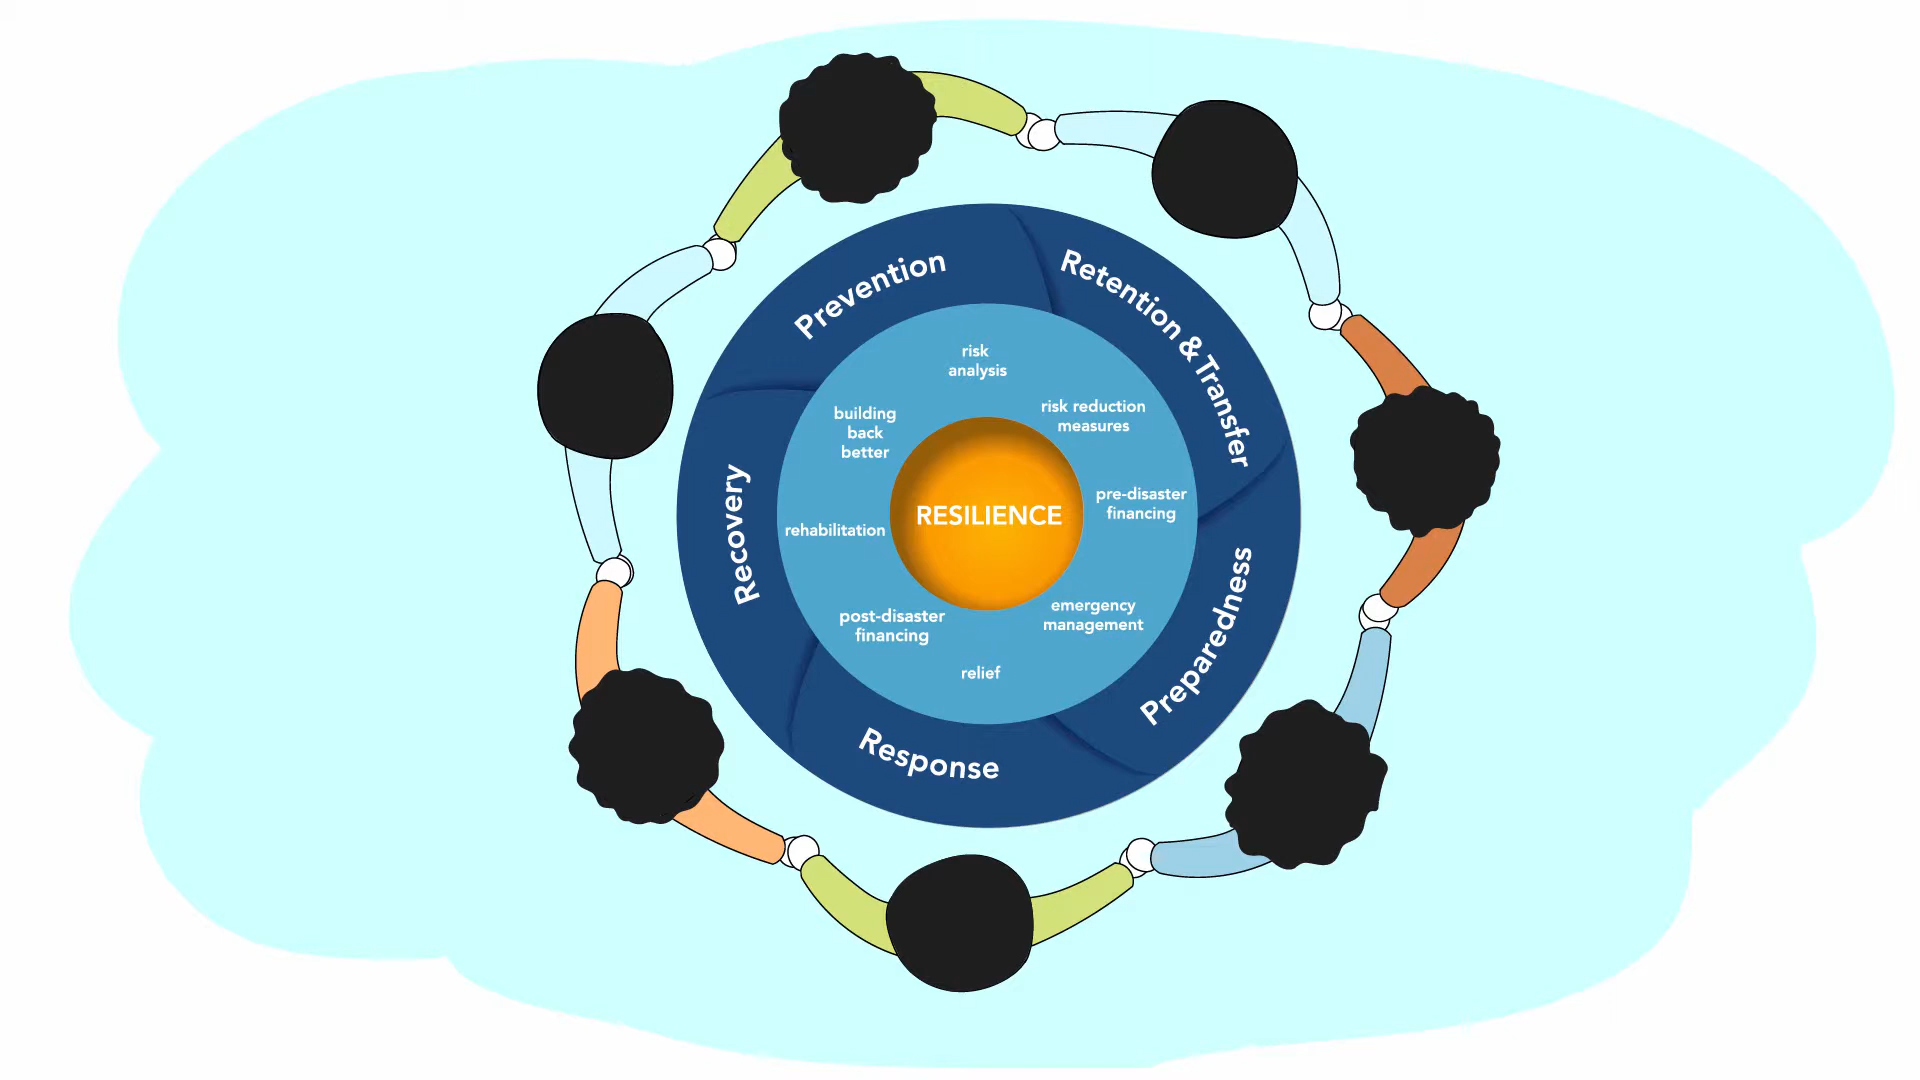 Prevention
Retention & Transfer
Preparedness
Response
Recovery
risk
analysis
risk reduction
measures
pre-disaster
financing
emergency
management
relief
post-disaster
financing
rehabilitation
building
back
better
RESILIENCE